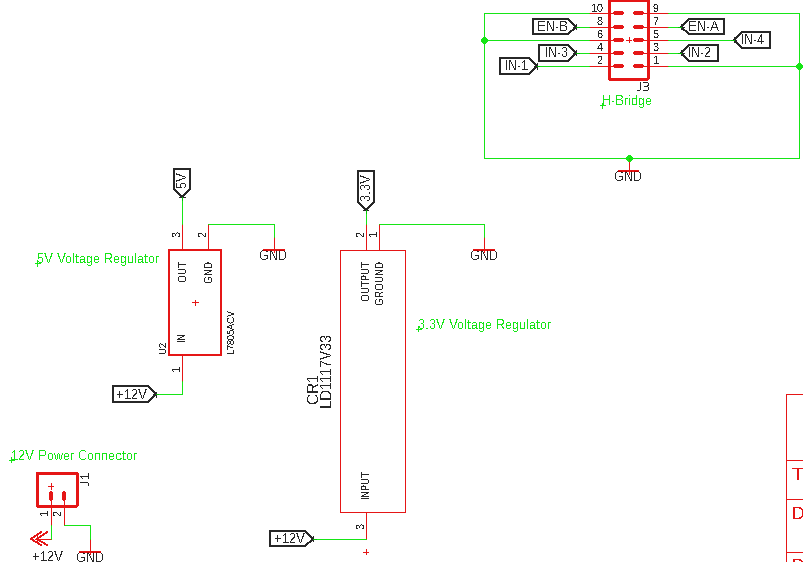 10 9
EN-B 8 7 EN-A
6 5 IN-4
IN-3 4 3 IN-2
IN-1 2 1
J3
H-Bridge
GND
5V
3.3V
3 2
2 1
GND
GND
5V Voltage Regulator
OUT
GND
OUTPUT
GROUND
3.3V Voltage Regulator
IN
U2
L7805ACV
CR1
LD1117V33
1
+12V
12V Power Connector
J1
INPUT
1 2
3
+12V
+12V
GND
T
D